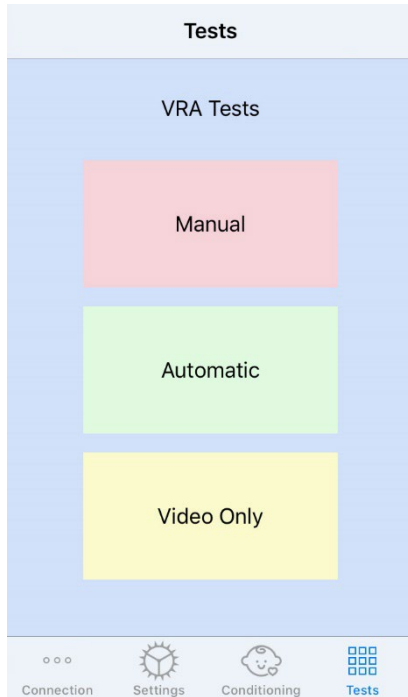 Tests
VRA Tests
Manual
Automatic
Video Only
Connection Settings Conditioning Tests